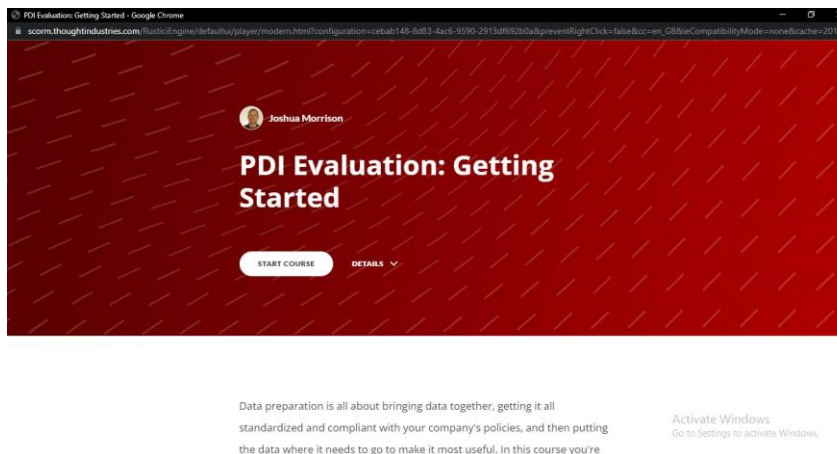 PDI Evaluation: Getting Started - Google Chrome
scorm.thoughtindustries.com/RusticiEngine/defaultui/player/modern.html?configuration=cebab148-8d83-4ac6-9590-2913df692b0a&preventRightClick=false&cc=en_GB&ieCompatibilityMode=none&cache=201
Joshua Morrison
PDI Evaluation: Getting
Started
START COURSE DETAILS
Data preparation is all about bringing data together, getting it all
standardized and compliant with your company's policies, and then putting
the data where it needs to go to make it most useful. In this course you're
Activate Windows
Go to Settings to activate Windows.